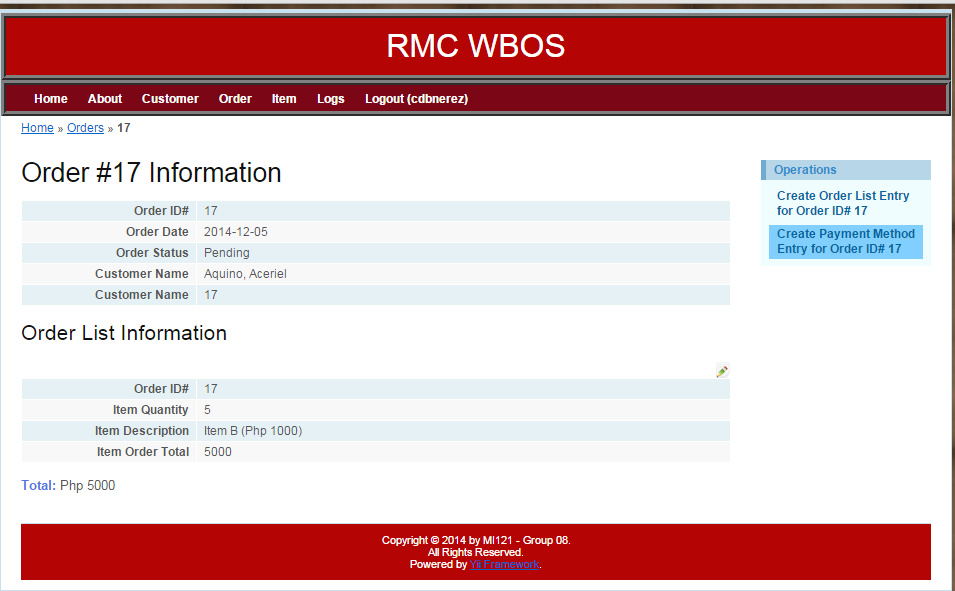 RMC WBOS
Home About Customer Order Item Logs Logout (cdbnerez)
Home » Orders » 17
Order #17 Information
Order ID# 17
Order Date 2014-12-05
Order Status Pending
Customer Name Aquino, Aceriel
Customer Name 17
Order List Information
Order ID# 17
Item Quantity 5
Item Description Item B (Php 1000)
Item Order Total 5000
Total: Php 5000
Operations
Create Order List Entry
for Order ID# 17
Create Payment Method
Entry for Order ID# 17
Copyright © 2014 by MI121 - Group 08.
All Rights Reserved.
Powered by Yii Framework.